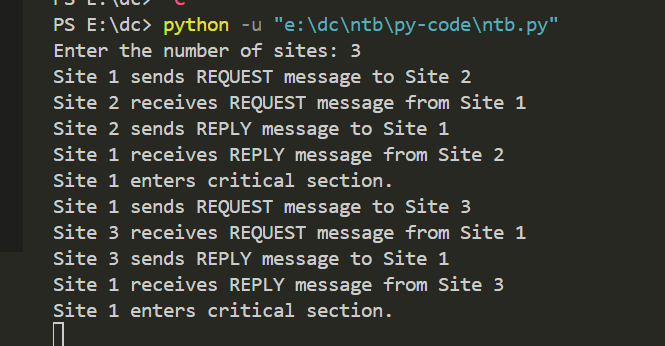 PS E:\dc> ^C
PS E:\dc> python -u "e:\dc\ntb\py-code\ntb.py"
Enter the number of sites: 3
Site 1 sends REQUEST message to Site 2
Site 2 receives REQUEST message from Site 1
Site 2 sends REPLY message to Site 1
Site 1 receives REPLY message from Site 2
Site 1 enters critical section.
Site 1 sends REQUEST message to Site 3
Site 3 receives REQUEST message from Site 1
Site 3 sends REPLY message to Site 1
Site 1 receives REPLY message from Site 3
Site 1 enters critical section.